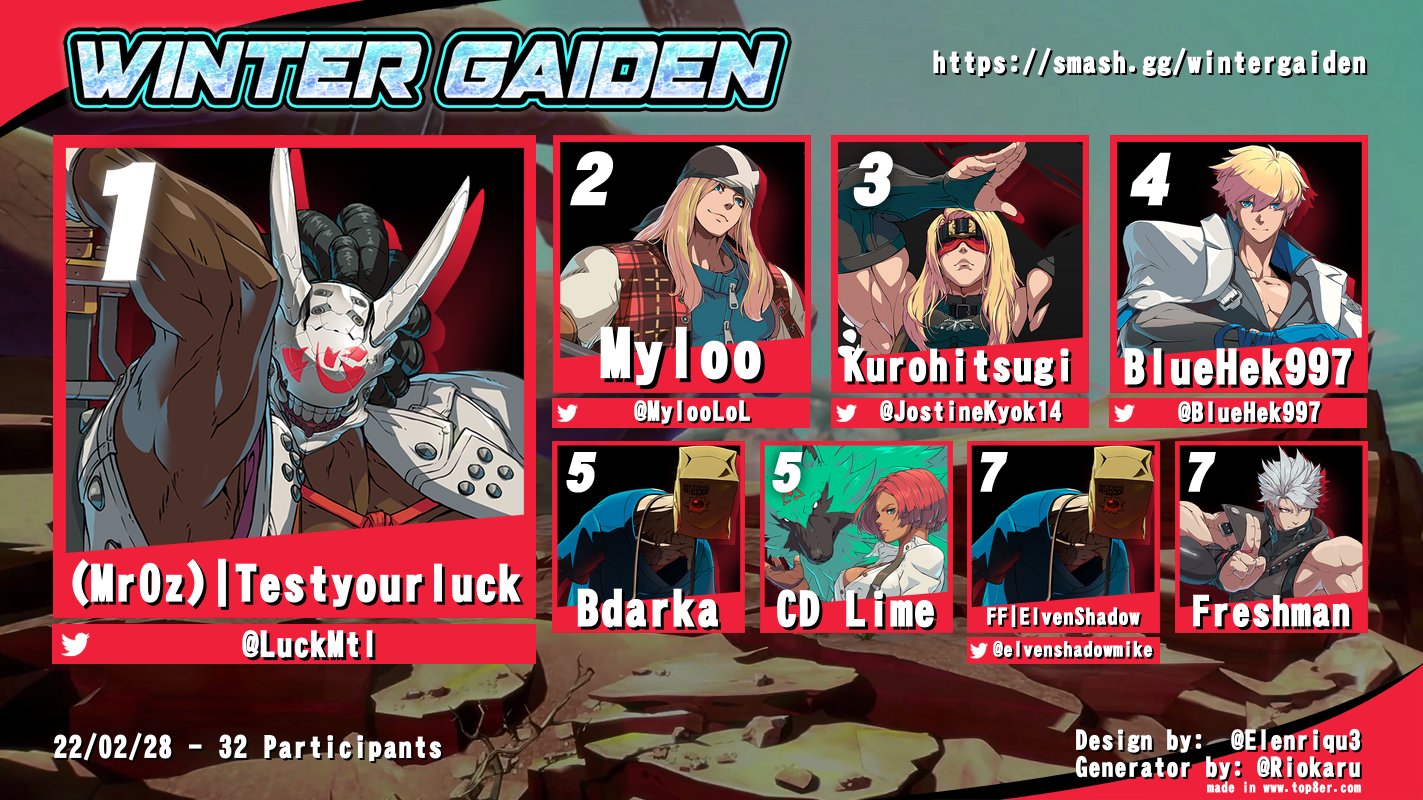 WINTER GAIDEN
https://smash.gg/wintergaiden
1
(MrOz)|Testyourluck
@LuckMtl
2
Myloo
@MylooLoL
3
Kurohitsugi
@JostineKyok14
4
BlueHek997
@BlueHek997
5
Bdarka
5
CD Lime
7
FF|ElvenShadow
@elvenshadowmike
7
Freshman
22/02/28 - 32 Participants
Design by: @Elenriqu3
Generator by: @Riokaru
made in www.top8er.com